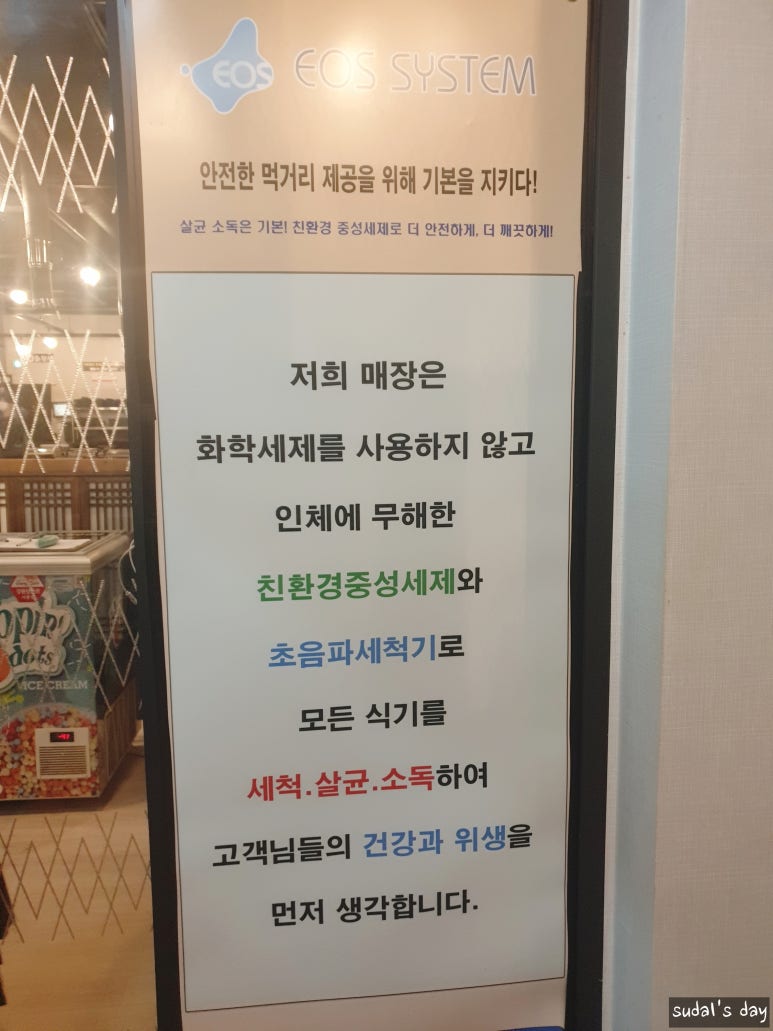 EOS EOS SYSTEM
안전한 먹거리 제공을 위해 기본을 지키다!
살균 소독은 기본! 친환경 중성세제로 더 안전하게, 더 깨끗하게!
저희 매장은
화학세제를 사용하지 않고
인체에 무해한
친환경중성세제와
초음파세척기로
모든 식기를
세척.살균.소독하여
고객님들의 건강과 위생을
먼저 생각합니다.
dots
ICE CREAM
sudal's day